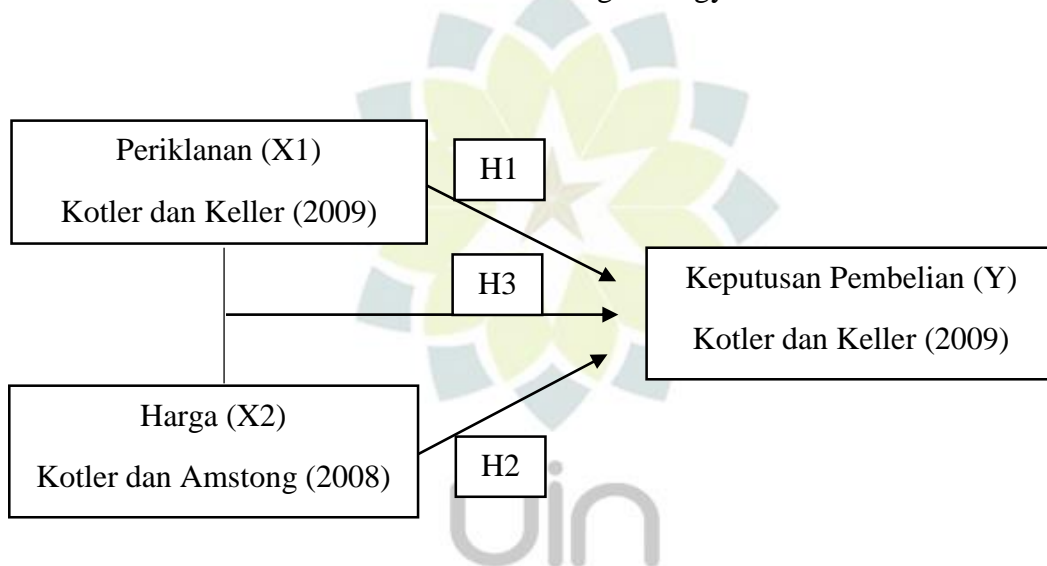 Periklanan (X1)
Kotler dan Keller (2009)
H1
H3
Keputusan Pembelian (Y)
Kotler dan Keller (2009)
Harga (X2)
Kotler dan Amstong (2008)
H2
uin